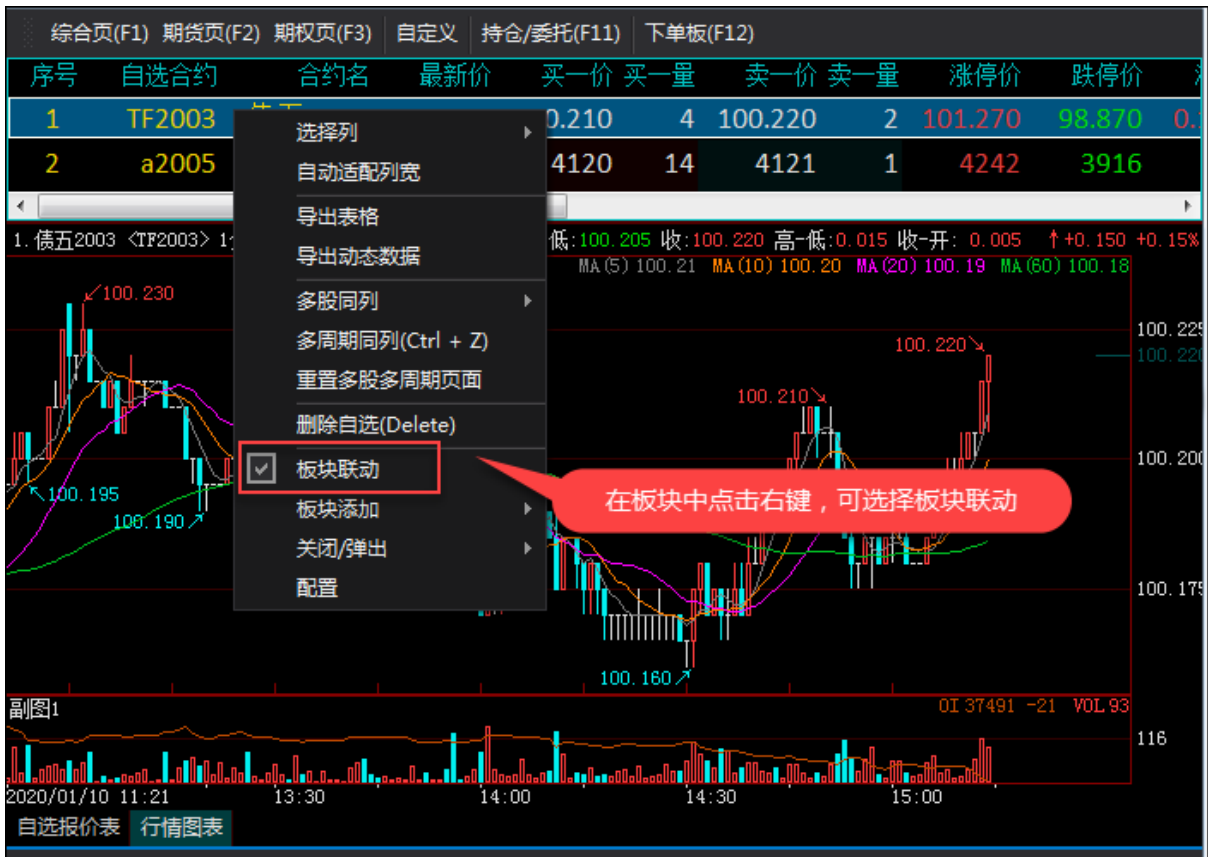 综合页(F1) 期货页(F2) 期权页(F3) 自定义 持仓/委托(F11) 下单板(F12)
序号 自选合约 合约名 最新价 买一价 买一量 卖一价 卖一量 涨停价 跌停价
1 TF2003 0.210 4 100.220 2 101.270 98.870 0.
2 a2005 4120 14 4121 1 4242 3916
选择列
自动适配列宽
导出表格
导出动态数据
多股同列
多周期同列(Ctrl + Z)
重置多股多周期页面
删除自选(Delete)
板块联动
板块添加
关闭/弹出
配置
在板块中点击右键，可选择板块联动
1.债五2003 〈TF2003〉 1 低:100.205 收:100.220 高-低:0.015 收-开: 0.005 ↑+0.150 +0.15%
MA(5) 100.21 MA(10) 100.20 MA(20) 100.19 MA(60) 100.18
100.230
100.225
100.220
100.220
100.210
100.200
100.195
100.190
100.175
100.160
副图1 OI 37491 -21 VOL 93
116
2020/01/10 11:21 13:30 14:00 14:30 15:00
自选报价表 行情图表